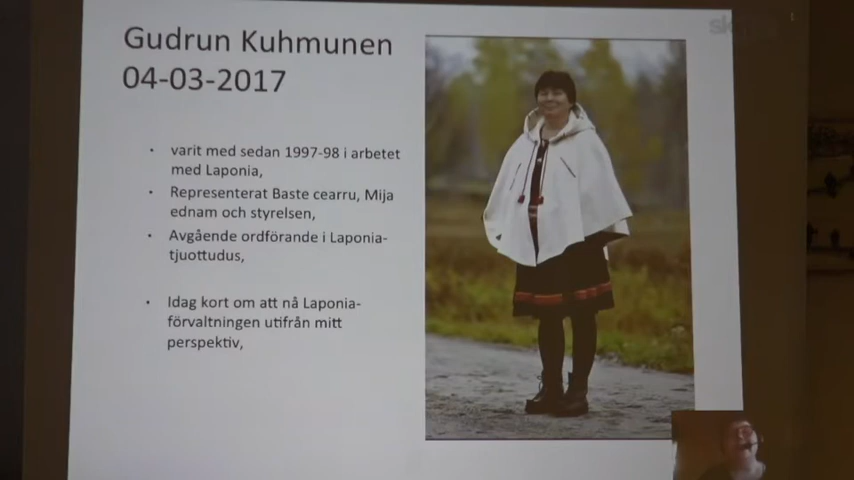 Gudrun Kuhmunen
04-03-2017
• varit med sedan 1997-98 i arbetet
med Laponia,
• Representerat Baste cearru, Mija
ednam och styrelsen,
• Avgående ordförande i Laponia-
tjuottudus,
• Idag kort om att nå Laponia-
förvaltningen utifrån mitt
perspektiv,